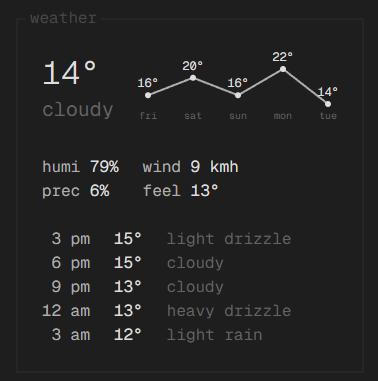 weather
14°
cloudy
16° 20° 16° 22° 14°
fri sat sun mon tue
humi 79% wind 9 kmh
prec 6% feel 13°
3 pm 15° light drizzle
6 pm 15° cloudy
9 pm 13° cloudy
12 am 13° heavy drizzle
3 am 12° light rain